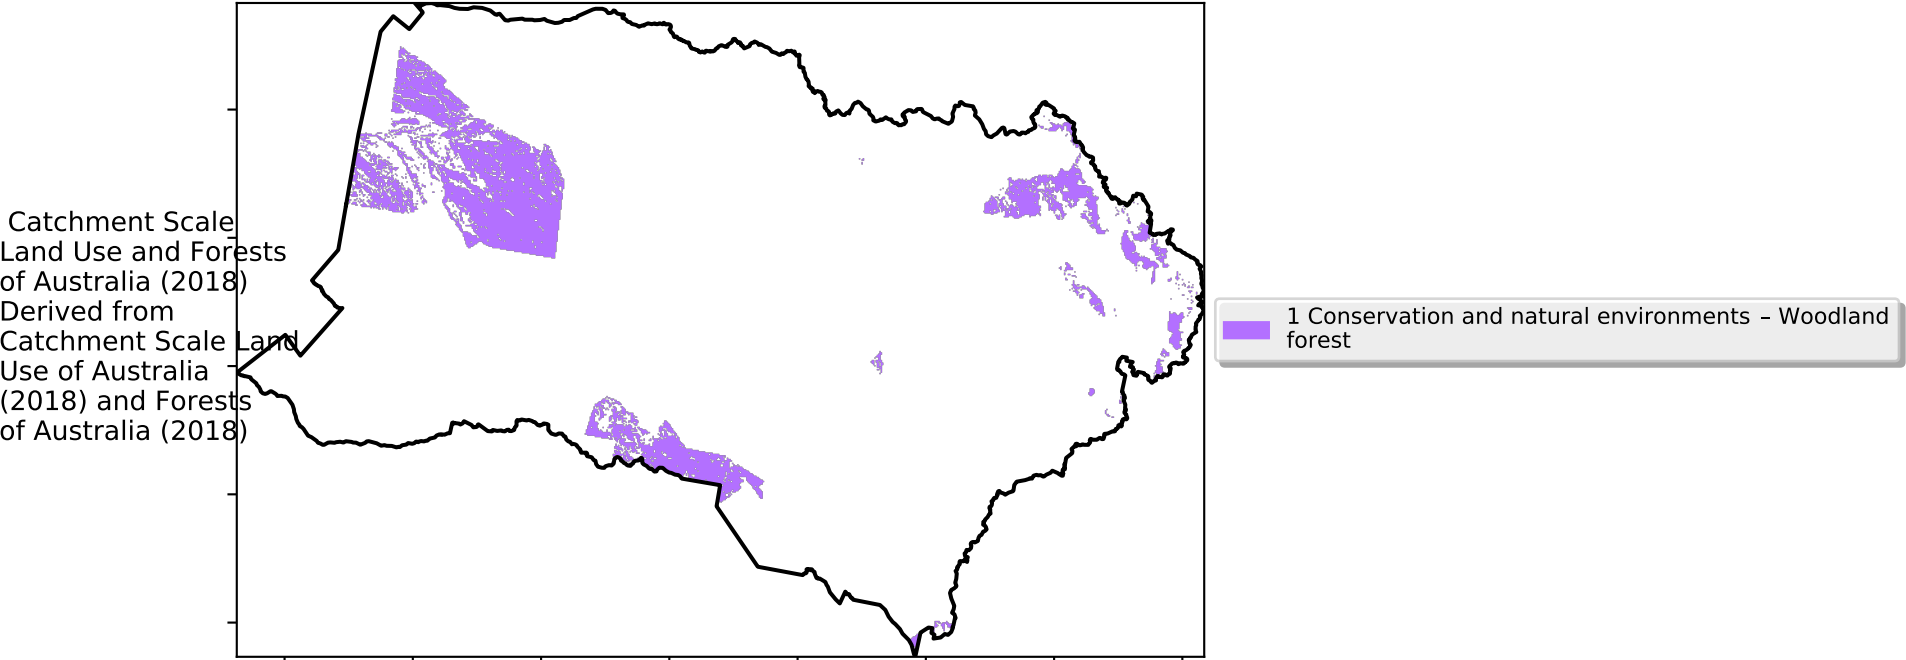 Catchment Scale
Land Use and Forests
of Australia (2018)
Derived from
Catchment Scale Land
Use of Australia
(2018) and Forests
of Australia (2018)
1 Conservation and natural environments – Woodland
forest